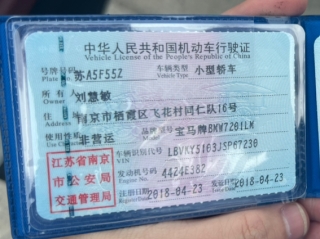 中华人民共和国机动车行驶证
Vehicle License of the People's Republic of China
号牌号码 苏A5F55Z 车辆类型 小型轿车
Vehicle Type
所有人 刘慧敏
Owner
住址 南京市栖霞区飞花村同仁队16号
使用性质 非营运 品牌型号 宝马牌BMW7201LM
江苏省南京
市公安局
交通管理局
车辆识别代号
VIN
发动机号码 4424E3BZ
注册日期 2018-04-23 发证日期 2018-04-23